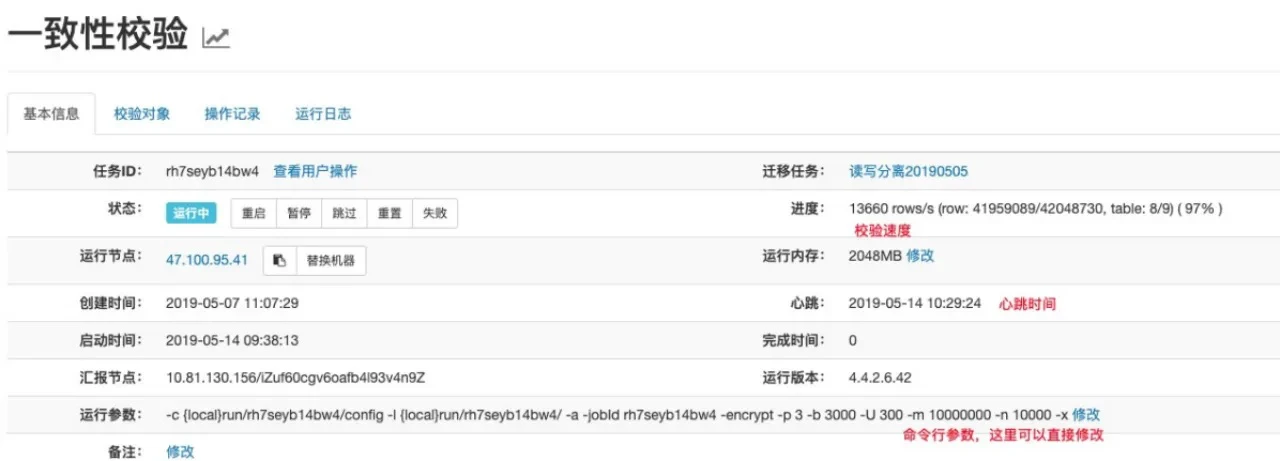 一致性校验
基本信息 校验对象 操作记录 运行日志
任务ID： rh7seyb14bw4 查看用户操作 迁移任务： 读写分离20190505
状态： 运行中 重启 暂停 跳过 重置 失败 进度： 13660 rows/s (row: 41959089/42048730, table: 8/9) ( 97% )
校验速度
运行节点： 47.100.95.41 替换机器 运行内存： 2048MB 修改
创建时间： 2019-05-07 11:07:29 心跳： 2019-05-14 10:29:24 心跳时间
启动时间： 2019-05-14 09:38:13 完成时间： 0
汇报节点： 10.81.130.156/iZuf60cgv6oafb4l93v4n9Z 运行版本： 4.4.2.6.42
运行参数： -c {local}run/rh7seyb14bw4/config -l {local}run/rh7seyb14bw4/ -a -jobId rh7seyb14bw4 -encrypt -p 3 -b 3000 -U 300 -m 10000000 -n 10000 -x 修改
命令行参数，这里可以直接修改
备注： 修改